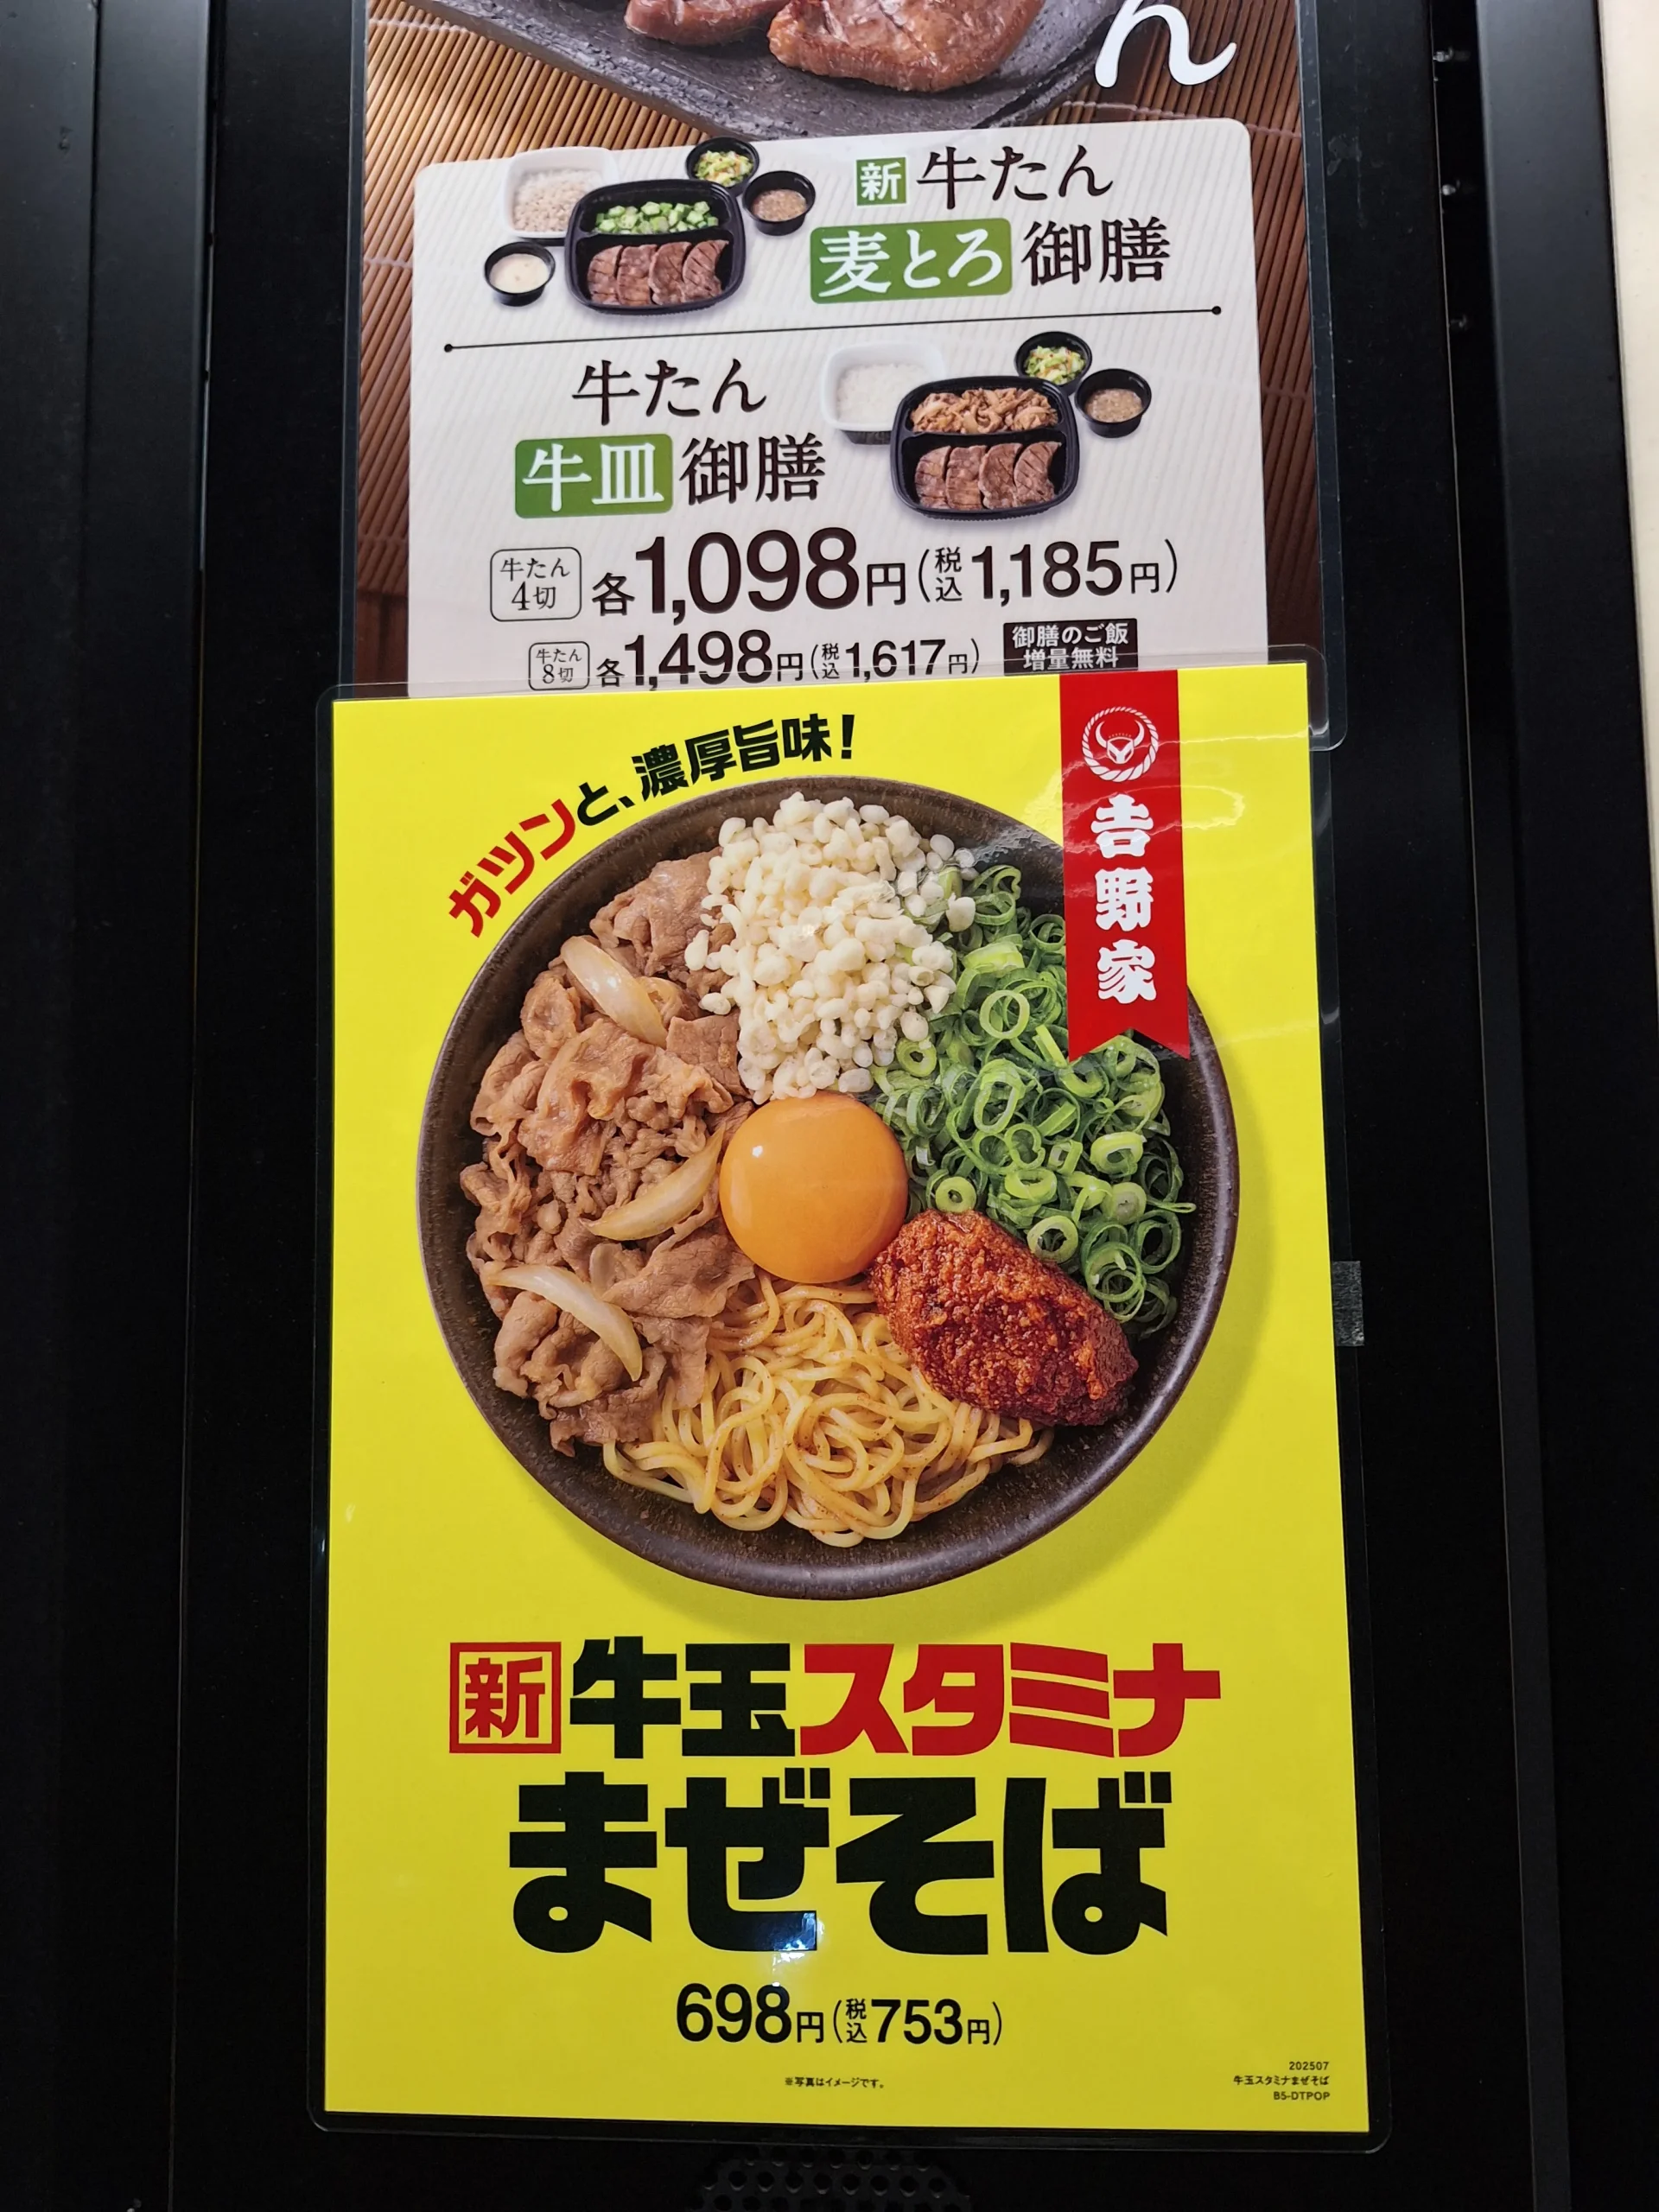 ん
新 牛たん
麦とろ御膳
牛たん
牛皿御膳
牛たん4切 各1,098円(税込1,185円)
牛たん8切 各1,498円(税込1,617円) 御膳のご飯増量無料
ガツンと、濃厚旨味!
吉野家
新牛玉スタミナ
まぜそば
698円(税込753円)
※写真はイメージです。
202507
牛玉スタミナまぜそば
B5-DTPOP